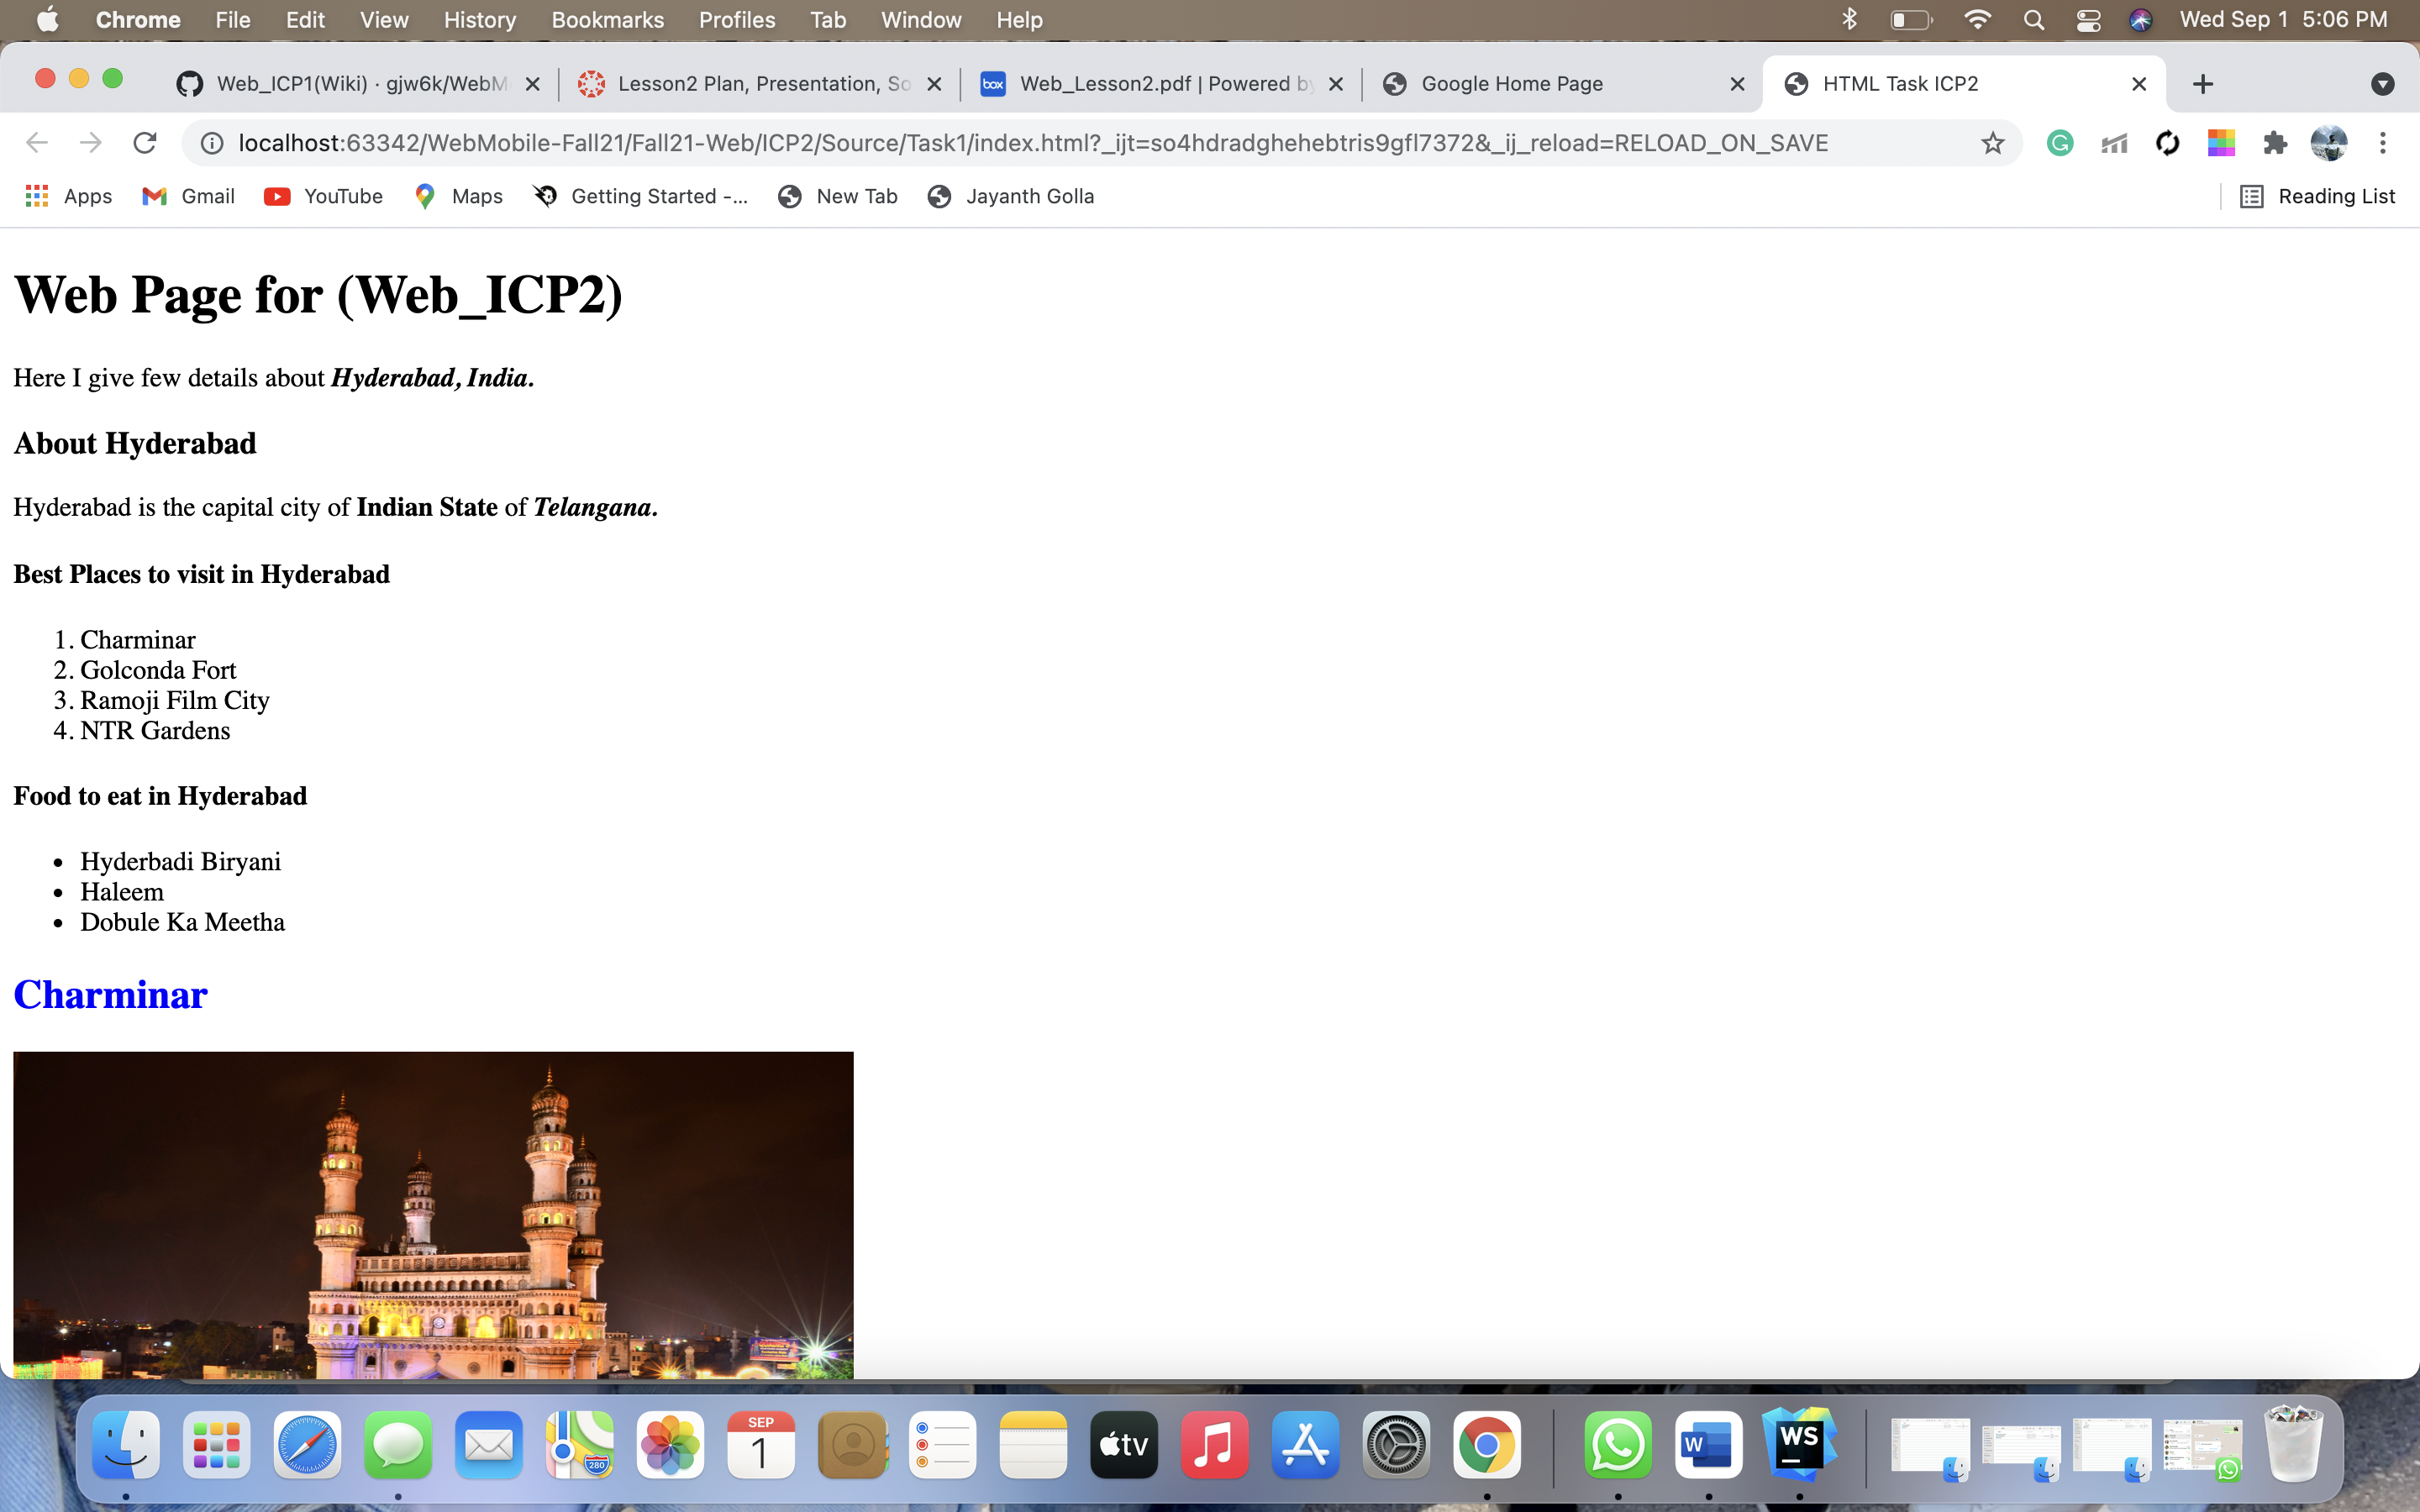 Chrome File Edit View History Bookmarks Profiles Tab Window Help Wed Sep 1 5:06 PM
Web_ICP1(Wiki) · gjw6k/WebM Lesson2 Plan, Presentation, So box Web_Lesson2.pdf | Powered by Google Home Page HTML Task ICP2
localhost:63342/WebMobile-Fall21/Fall21-Web/ICP2/Source/Task1/index.html?_ijt=so4hdradghehebtris9gfl7372&_ij_reload=RELOAD_ON_SAVE
Apps Gmail YouTube Maps Getting Started -... New Tab Jayanth Golla Reading List
Web Page for (Web_ICP2)
Here I give few details about Hyderabad, India.
About Hyderabad
Hyderabad is the capital city of Indian State of Telangana.
Best Places to visit in Hyderabad
1. Charminar
2. Golconda Fort
3. Ramoji Film City
4. NTR Gardens
Food to eat in Hyderabad
• Hyderbadi Biryani
• Haleem
• Dobule Ka Meetha
Charminar
SEP
1
280
tv
W
WS